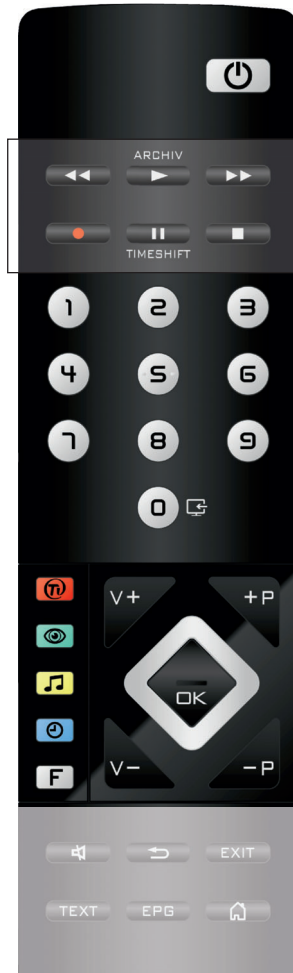 ARCHIV
TIMESHIFT
1 2 3
4 5 6
7 8 9
0
V+ +P
OK
V- -P
F
EXIT
TEXT EPG